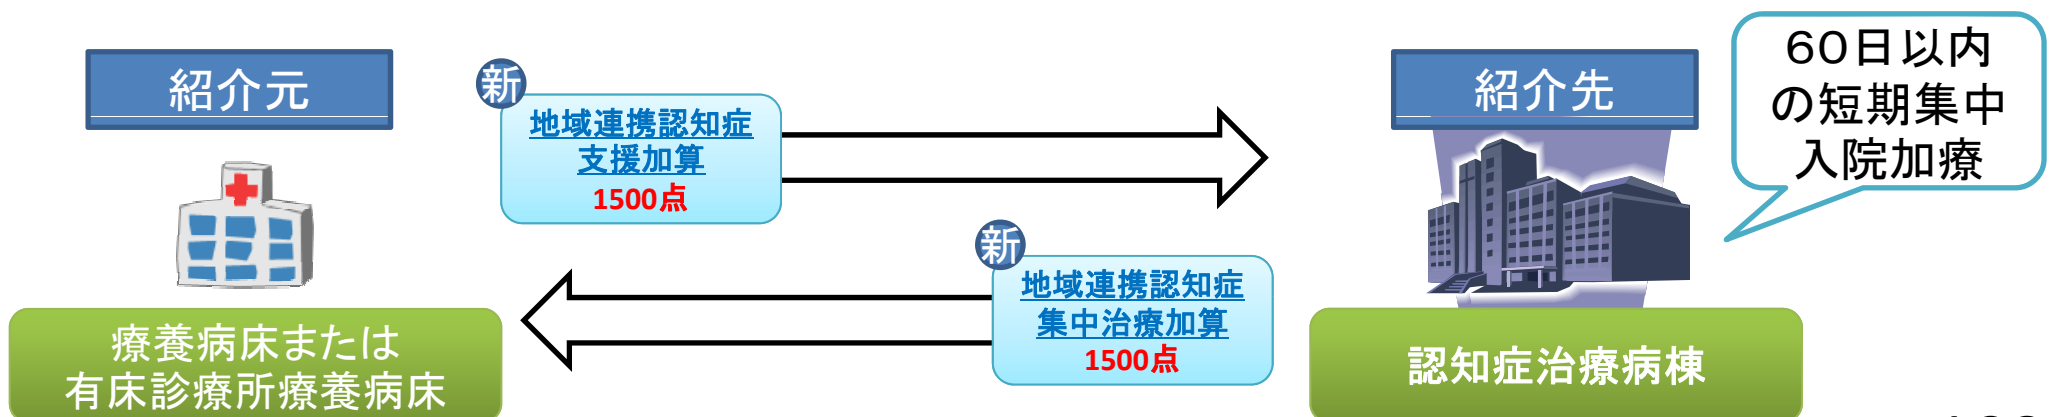 紹介元
新
地域連携認知症
支援加算
1500点
紹介先
60日以内
の短期集中
入院加療
新
地域連携認知症
集中治療加算
1500点
療養病床または
有床診療所療養病床
認知症治療病棟